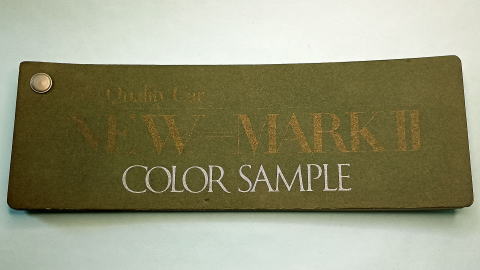 Quality Car
NEW-MARK II
COLOR SAMPLE